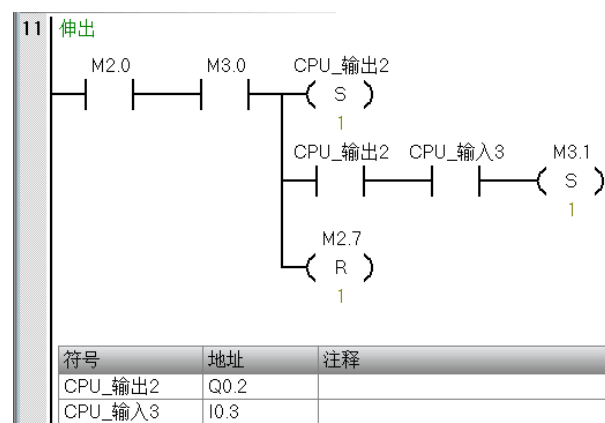 11 伸出
M2.0 M3.0 CPU_输出2
S
1
CPU_输出2 CPU_输入3 M3.1
S
1
M2.7
R
1
符号 地址 注释
CPU_输出2 Q0.2
CPU_输入3 I0.3